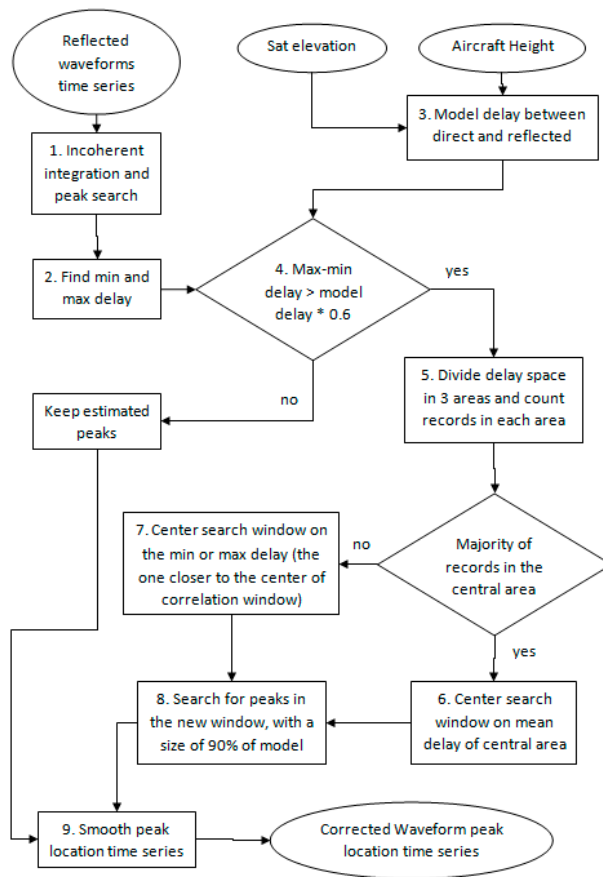 Reflected
waveforms
time series
Sat elevation
Aircraft Height
3. Model delay between
direct and reflected
1. Incoherent
integration and
peak search
2. Find min and
max delay
4. Max-min
delay > model
delay * 0.6
yes
no
5. Divide delay space
in 3 areas and count
records in each area
Keep estimated
peaks
7. Center search window on
the min or max delay (the
one closer to the center of
correlation window)
no
Majority of
records in the
central area
yes
8. Search for peaks in
the new window, with a
size of 90% of model
6. Center search
window on mean
delay of central area
9. Smooth peak
location time series
Corrected Waveform peak
location time series